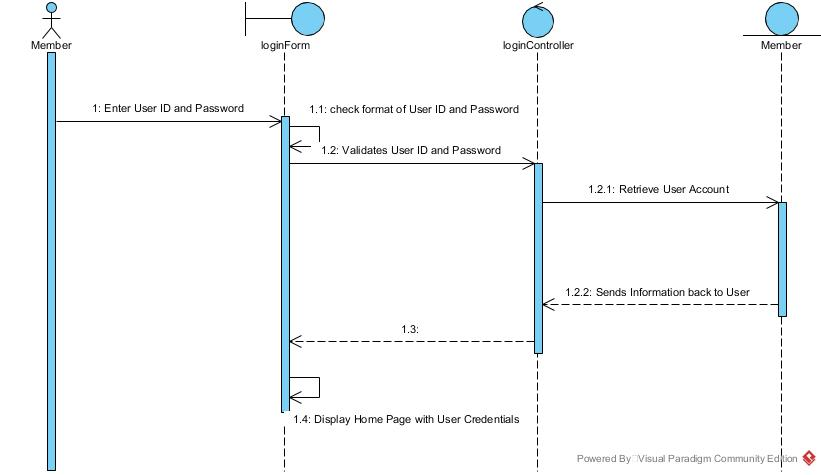 Member
loginForm
loginController
Member
1: Enter User ID and Password
1.1: check format of User ID and Password
1.2: Validates User ID and Password
1.2.1: Retrieve User Account
1.2.2: Sends Information back to User
1.3:
1.4: Display Home Page with User Credentials
Powered By Visual Paradigm Community Edition